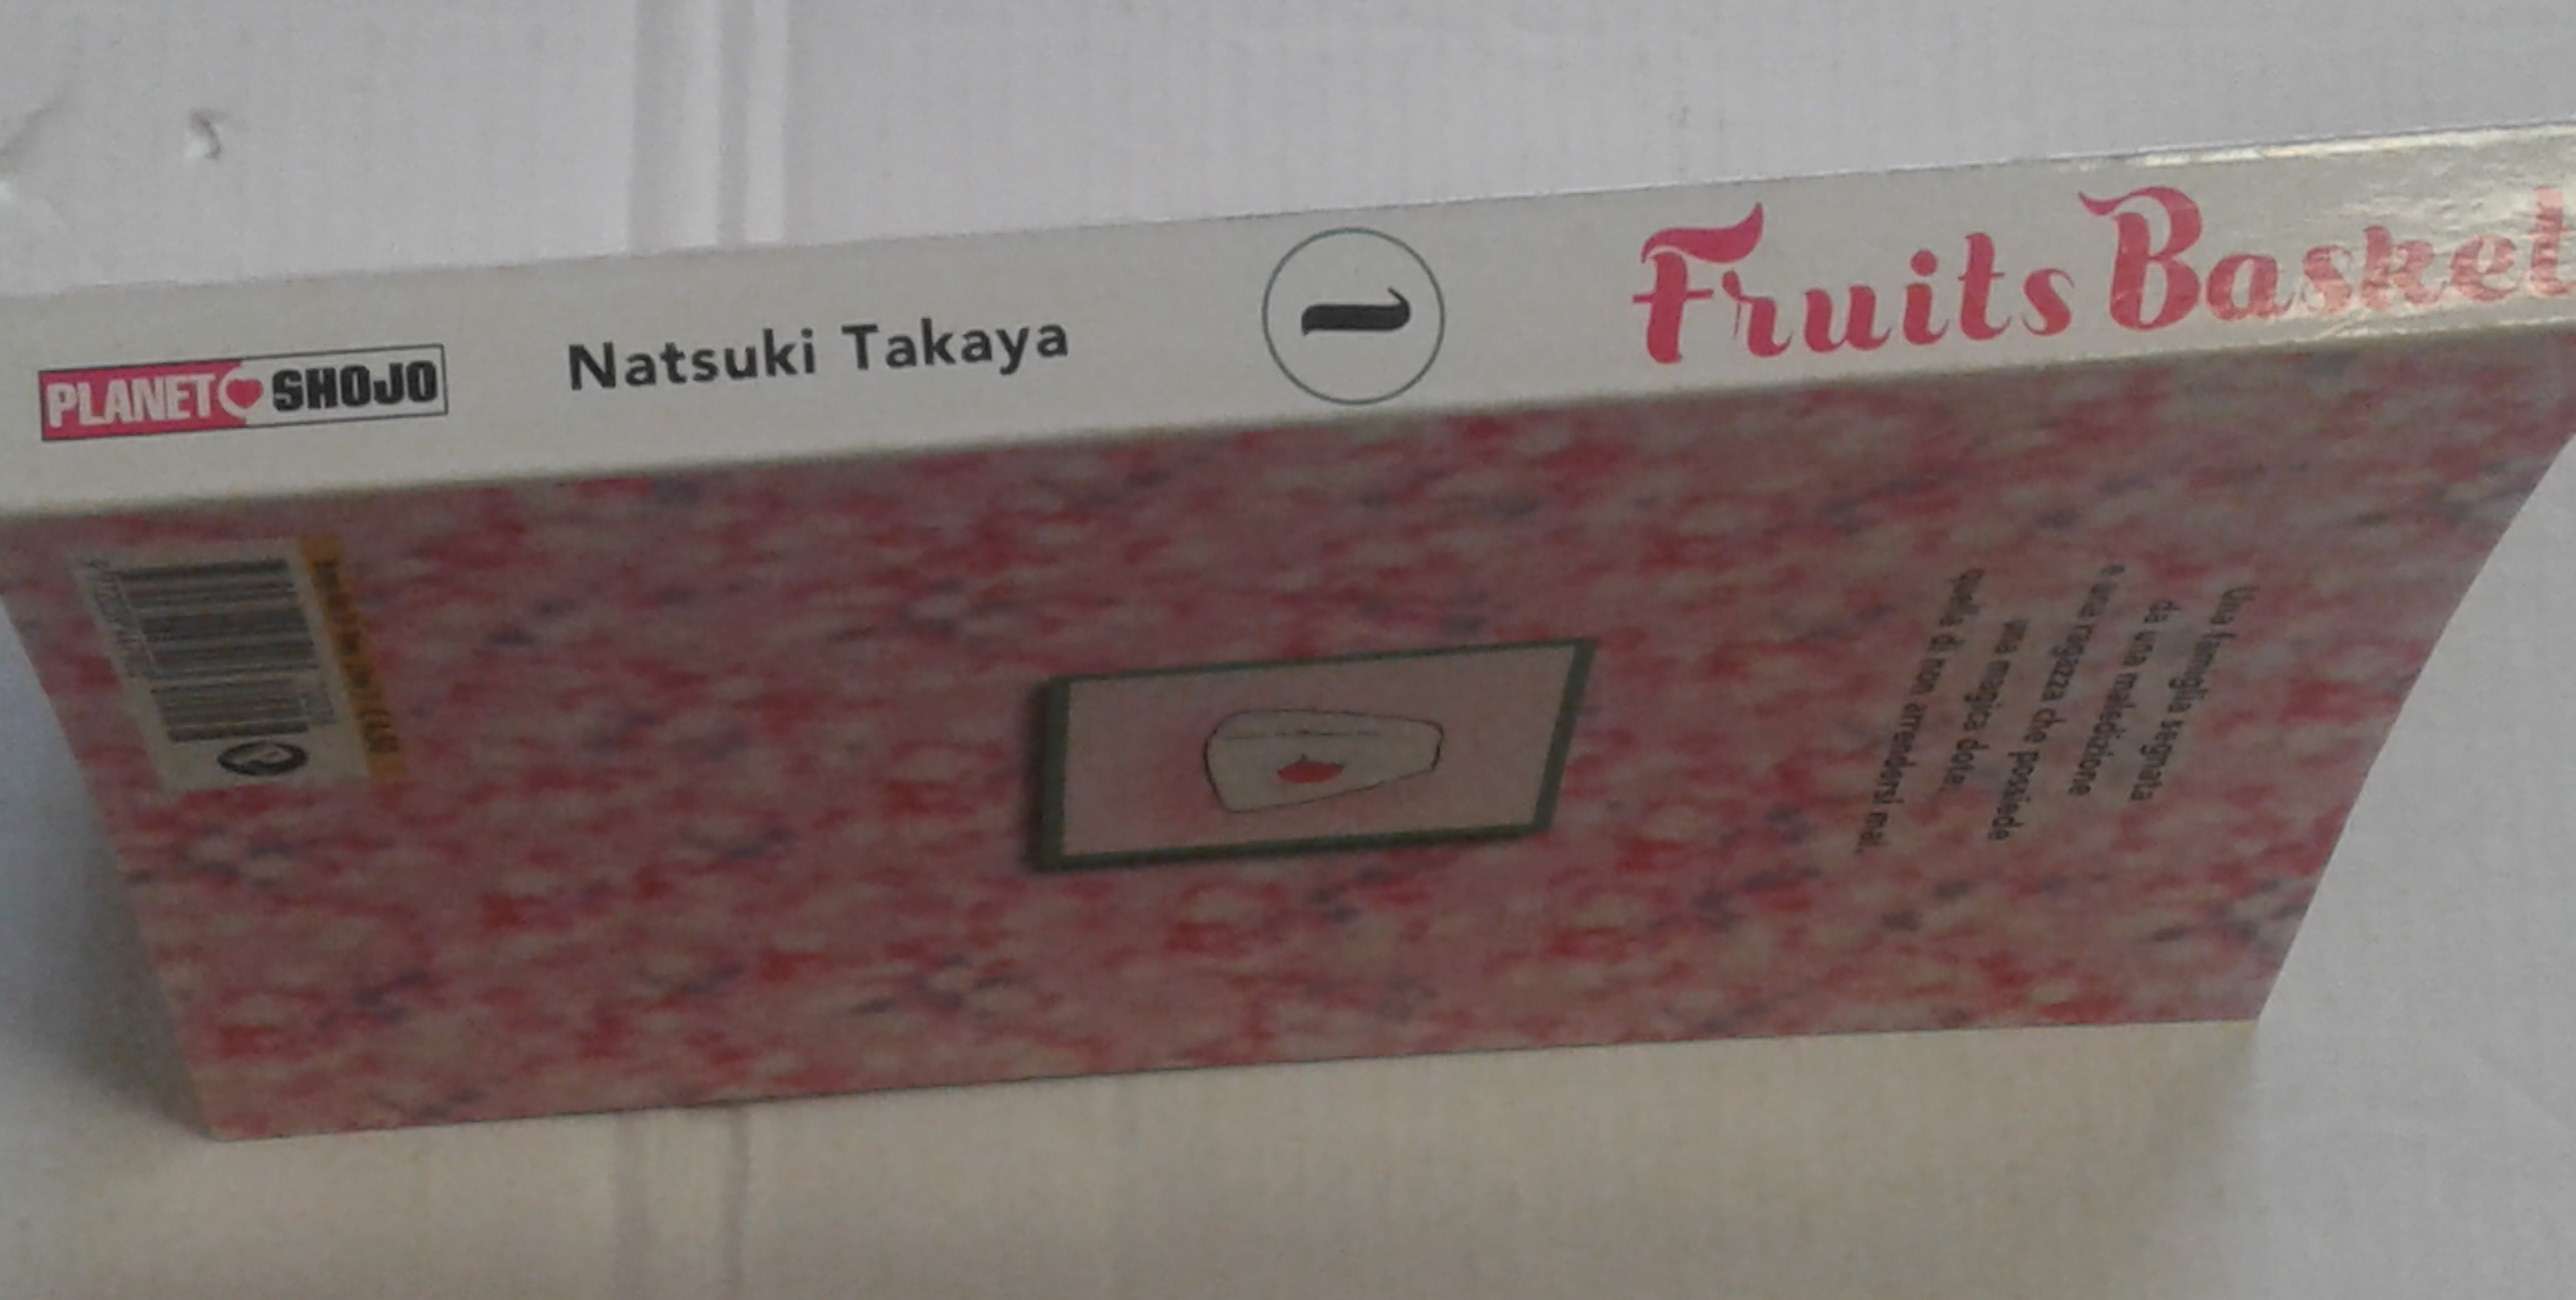 PLANET SHOJO
Natsuki Takaya
1
Fruits Basket
Una famiglia segnata
da una maledizione
e una ragazza che possiede
una magica dote,
quella di non arrendersi mai.